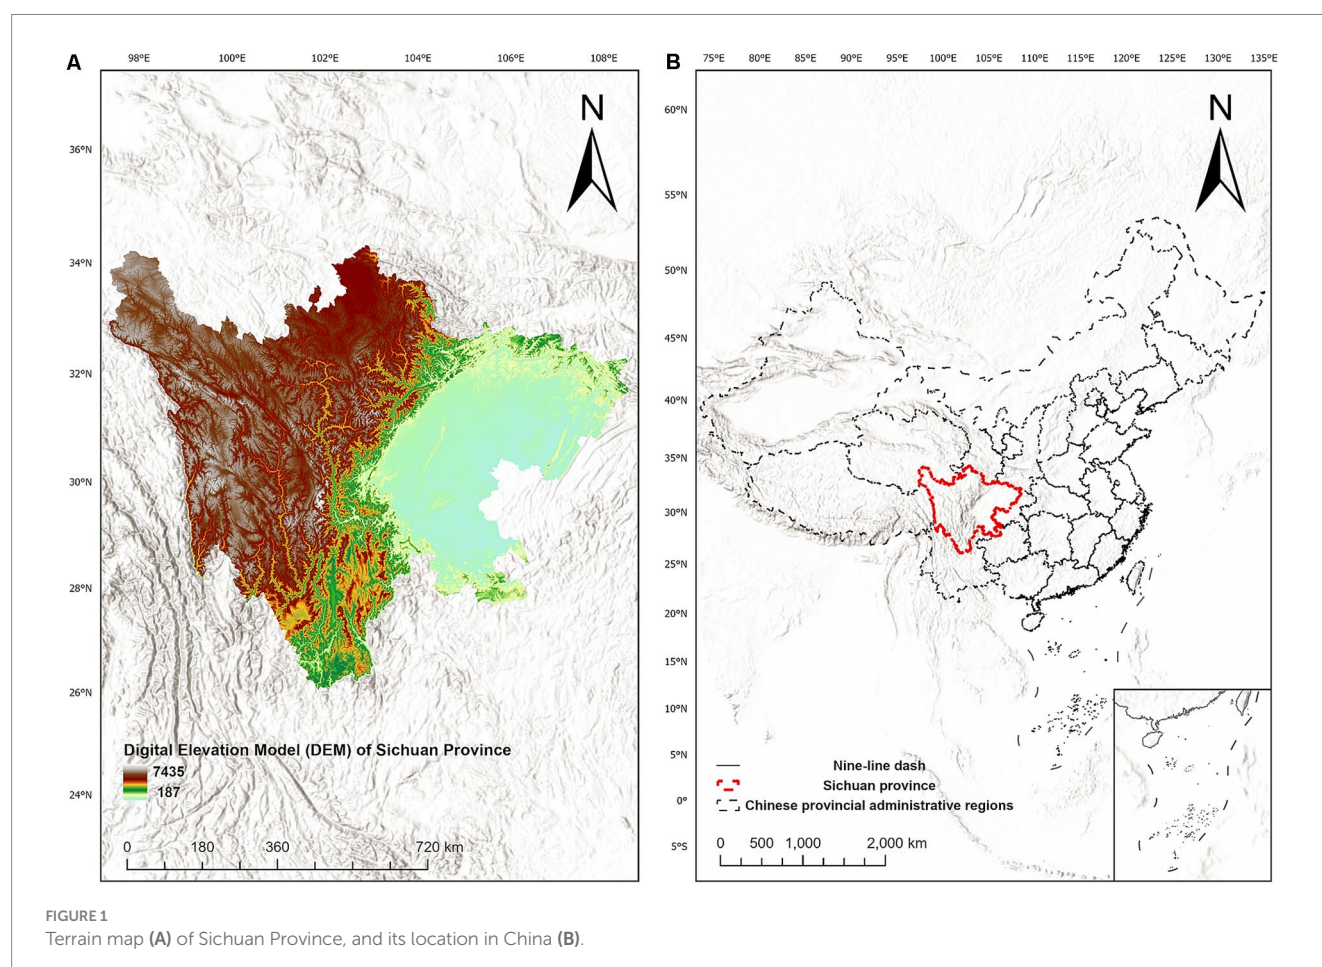 A
98°E 100°E 102°E 104°E 106°E 108°E
36°N
34°N
32°N
30°N
28°N
26°N
24°N
N
Digital Elevation Model (DEM) of Sichuan Province
7435
187
0 180 360 720 km
B
75°E 80°E 85°E 90°E 95°E 100°E 105°E 110°E 115°E 120°E 125°E 130°E 135°E
60°N
55°N
50°N
45°N
40°N
35°N
30°N
25°N
20°N
15°N
10°N
5°N
0°
5°S
N
Nine-line dash
Sichuan province
Chinese provincial administrative regions
0 500 1,000 2,000 km
FIGURE 1
Terrain map (A) of Sichuan Province, and its location in China (B).